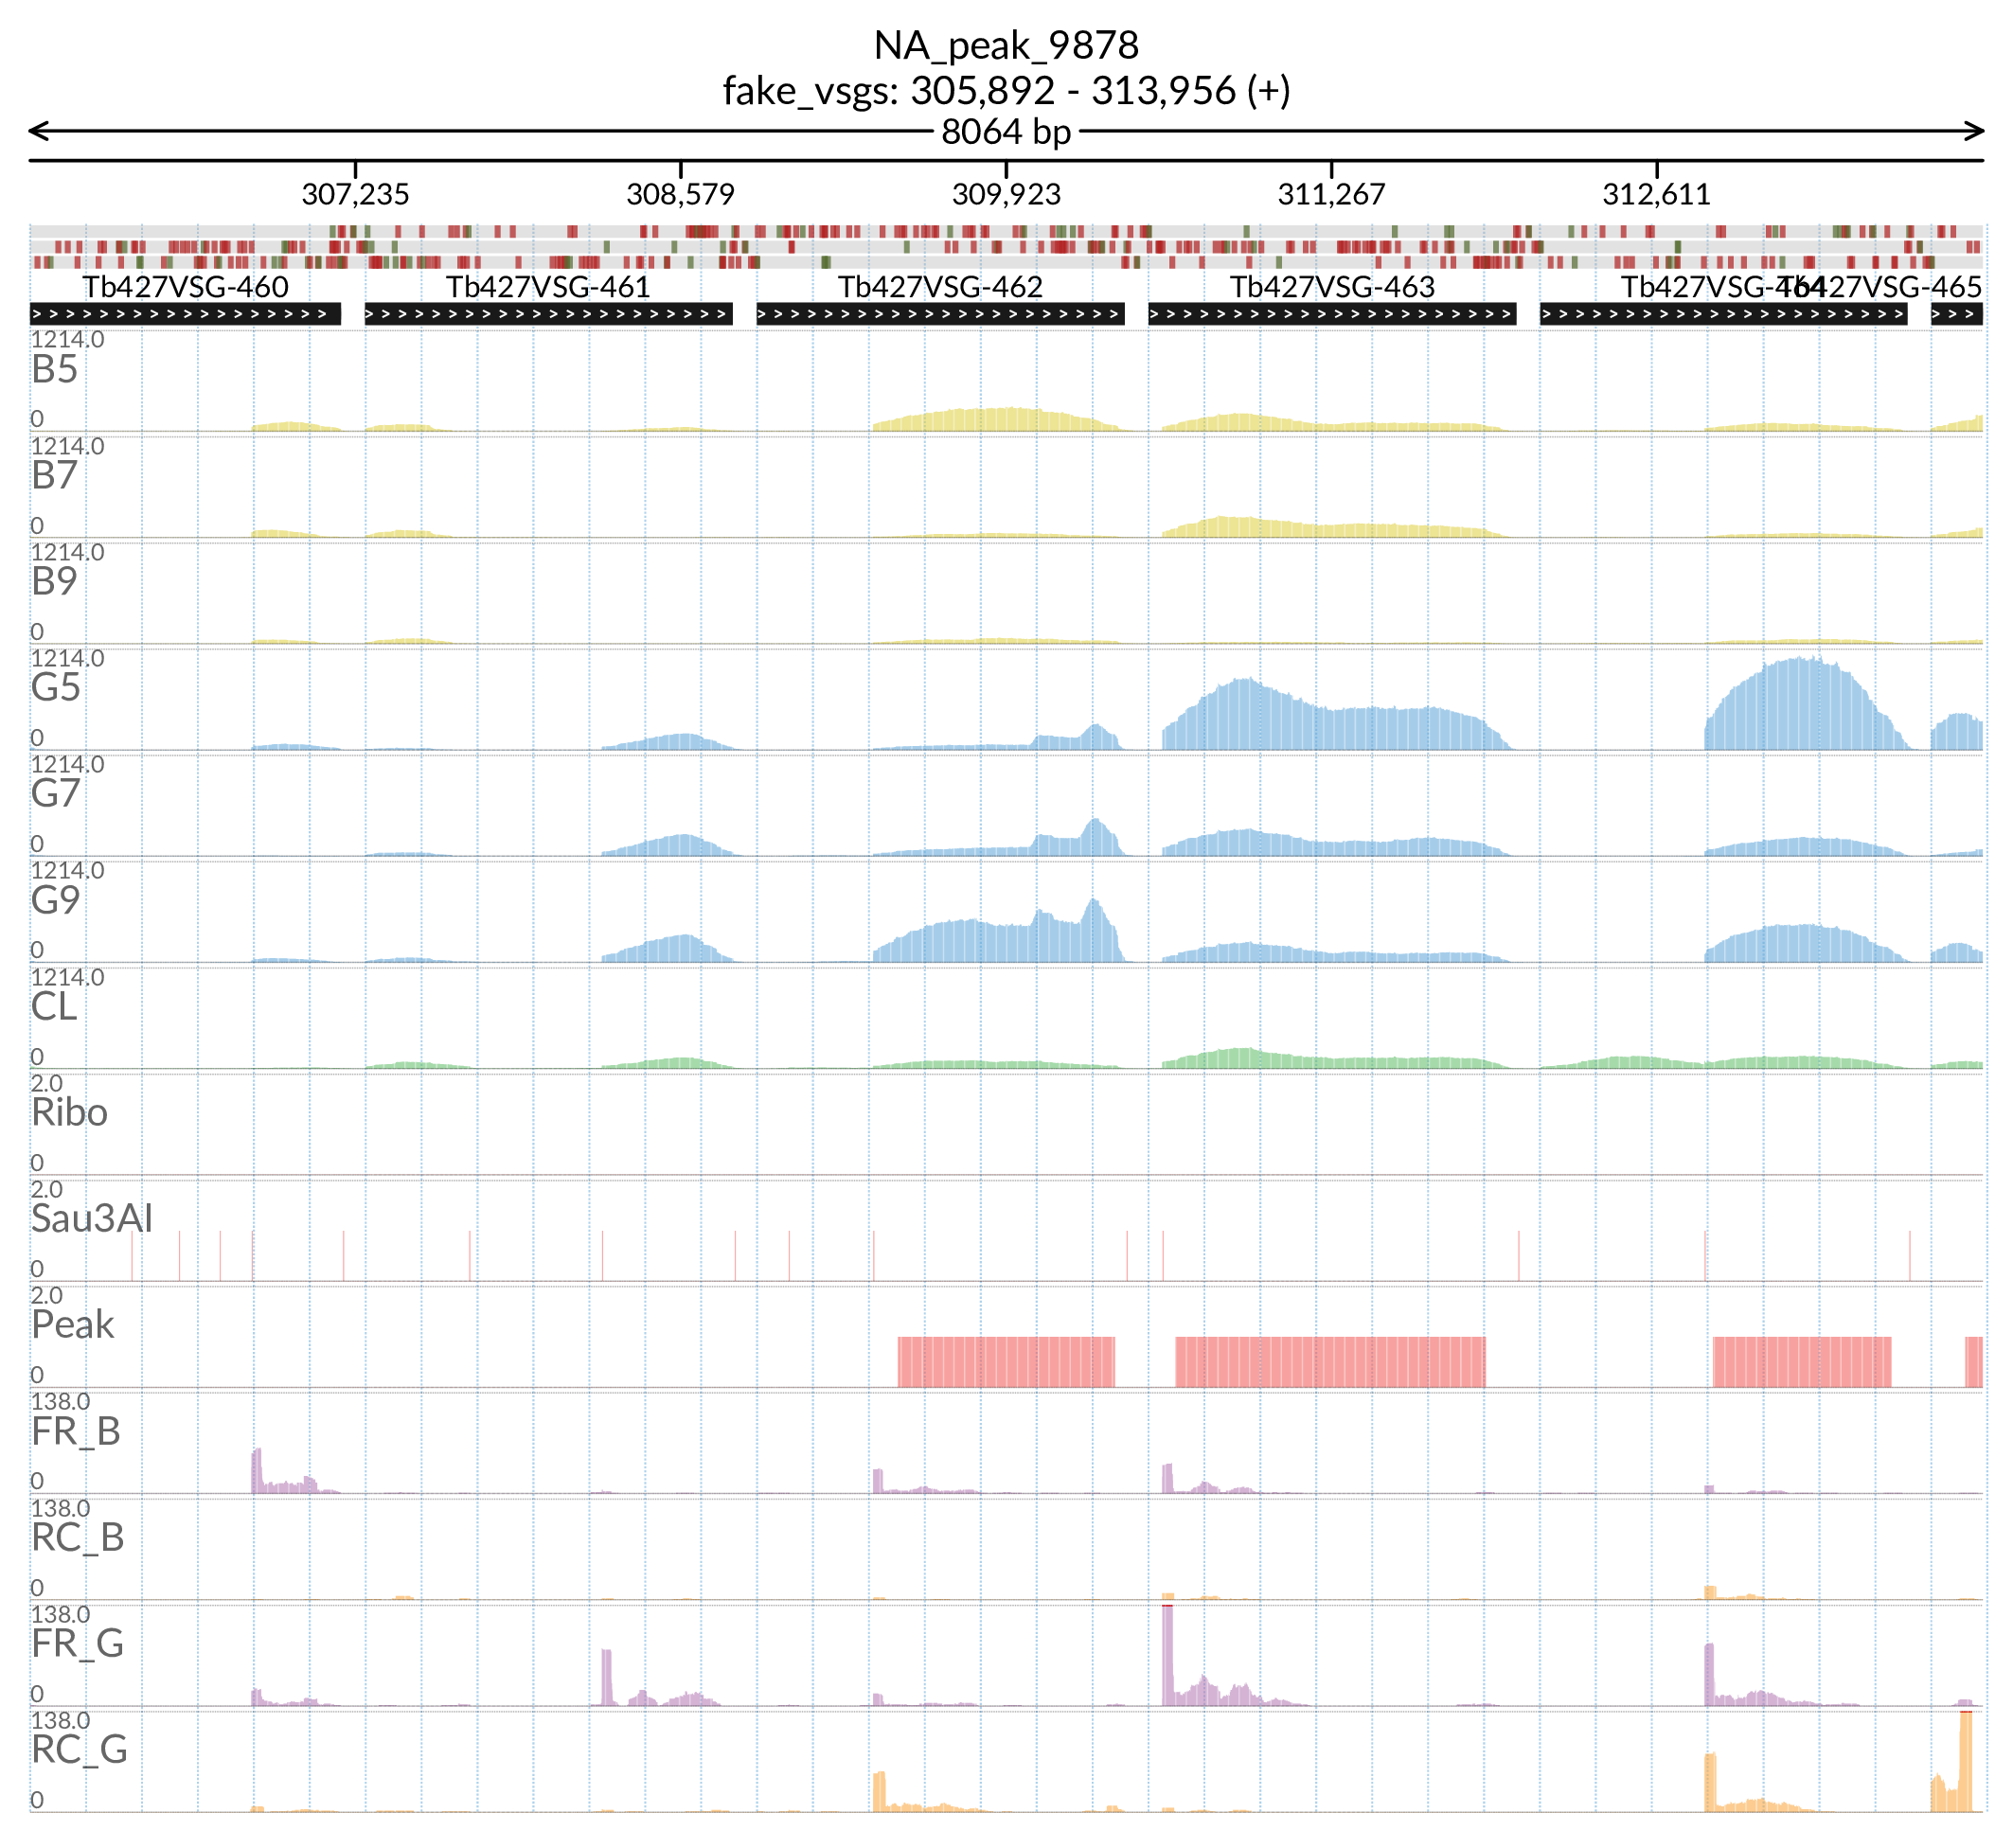 NA_peak_9878
fake_vsgs: 305,892 - 313,956 (+)
8064 bp
307,235 308,579 309,923 311,267 312,611
Tb427VSG-460 Tb427VSG-461 Tb427VSG-462 Tb427VSG-463 Tb427VSG-464 Tb427VSG-465
1214.0
B5
0
1214.0
B7
0
1214.0
B9
0
1214.0
G5
0
1214.0
G7
0
1214.0
G9
0
1214.0
CL
0
2.0
Ribo
0
2.0
Sau3AI
0
2.0
Peak
0
138.0
FR_B
0
138.0
RC_B
0
138.0
FR_G
0
138.0
RC_G
0